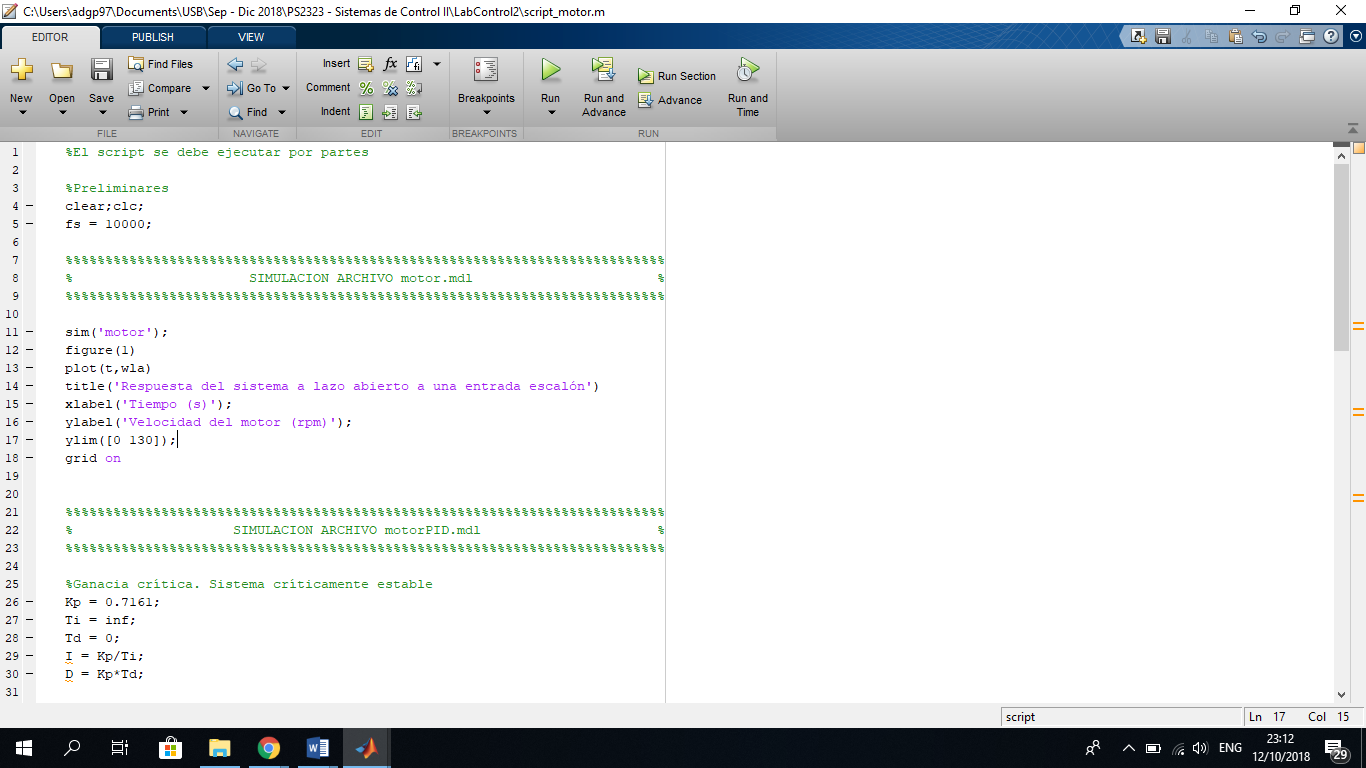 C:\Users\adgp97\Documents\USB\Sep - Dic 2018\PS2323 - Sistemas de Control II\LabControl2\script_motor.m
EDITOR PUBLISH VIEW
New Open Save Find Files Compare Print
FILE
Go To Find
NAVIGATE
Insert fx
Comment
Indent
EDIT
Breakpoints
BREAKPOINTS
Run Run and Advance Run Section Advance Run and Time
RUN
1 %El script se debe ejecutar por partes
2
3 %Preliminares
4 clear;clc;
5 fs = 10000;
6
7 %%%%%%%%%%%%%%%%%%%%%%%%%%%%%%%%%%%%%%%%%%%%%%%%%%%%%%%%%%%%%%%%%%%%%%%%%%%
8 % SIMULACION ARCHIVO motor.mdl %
9 %%%%%%%%%%%%%%%%%%%%%%%%%%%%%%%%%%%%%%%%%%%%%%%%%%%%%%%%%%%%%%%%%%%%%%%%%%%
10
11 sim('motor');
12 figure(1)
13 plot(t,wla)
14 title('Respuesta del sistema a lazo abierto a una entrada escalón')
15 xlabel('Tiempo (s)');
16 ylabel('Velocidad del motor (rpm)');
17 ylim([0 130]);
18 grid on
19
20
21 %%%%%%%%%%%%%%%%%%%%%%%%%%%%%%%%%%%%%%%%%%%%%%%%%%%%%%%%%%%%%%%%%%%%%%%%%%%
22 % SIMULACION ARCHIVO motorPID.mdl %
23 %%%%%%%%%%%%%%%%%%%%%%%%%%%%%%%%%%%%%%%%%%%%%%%%%%%%%%%%%%%%%%%%%%%%%%%%%%%
24
25 %Ganacia crítica. Sistema críticamente estable
26 Kp = 0.7161;
27 Ti = inf;
28 Td = 0;
29 I = Kp/Ti;
30 D = Kp*Td;
31
script Ln 17 Col 15
ENG
23:12
12/10/2018
29